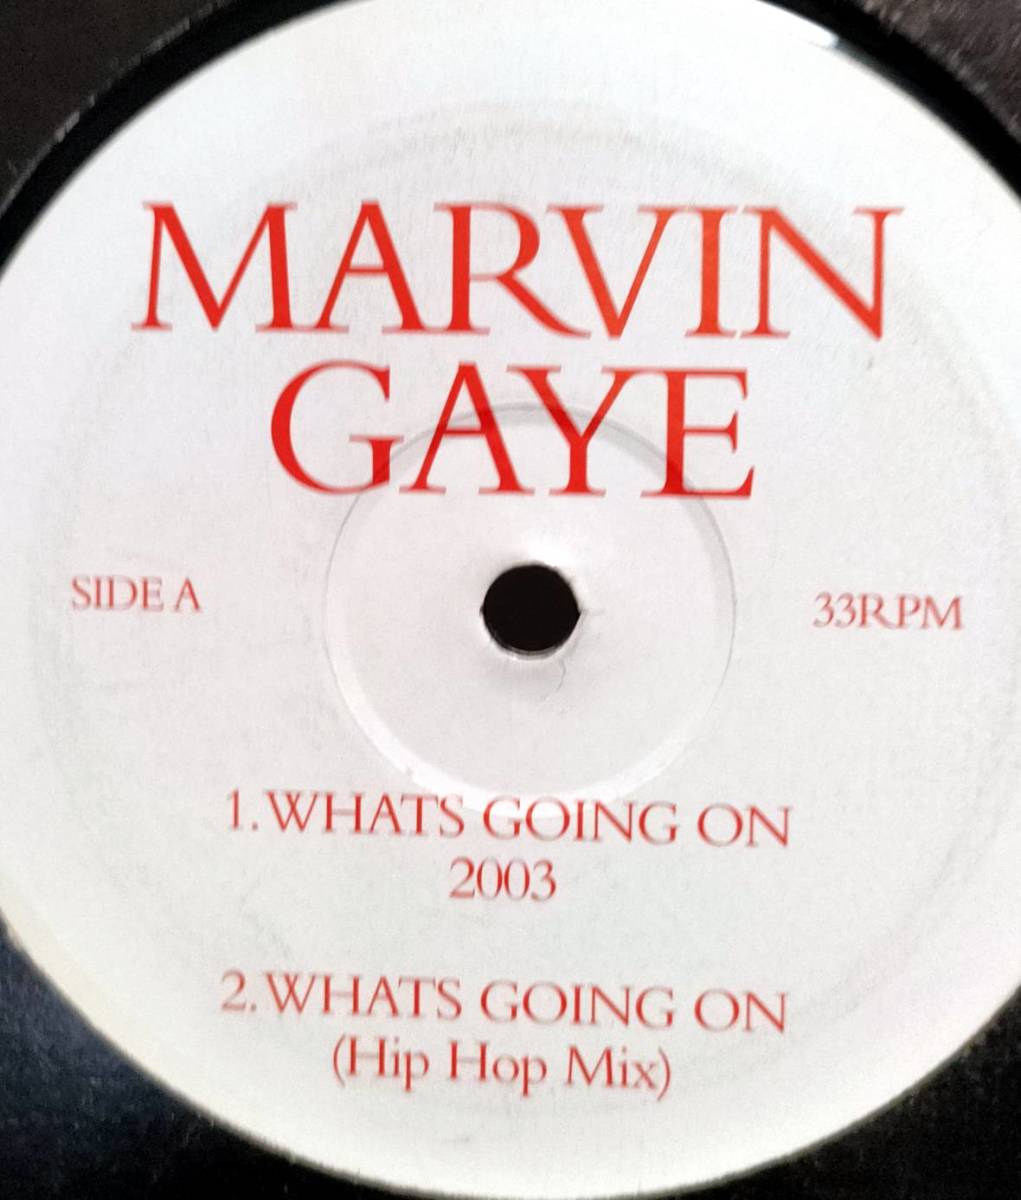 MARVIN
GAYE
SIDE A
33RPM
1. WHATS GOING ON
2003
2. WHATS GOING ON
(Hip Hop Mix)